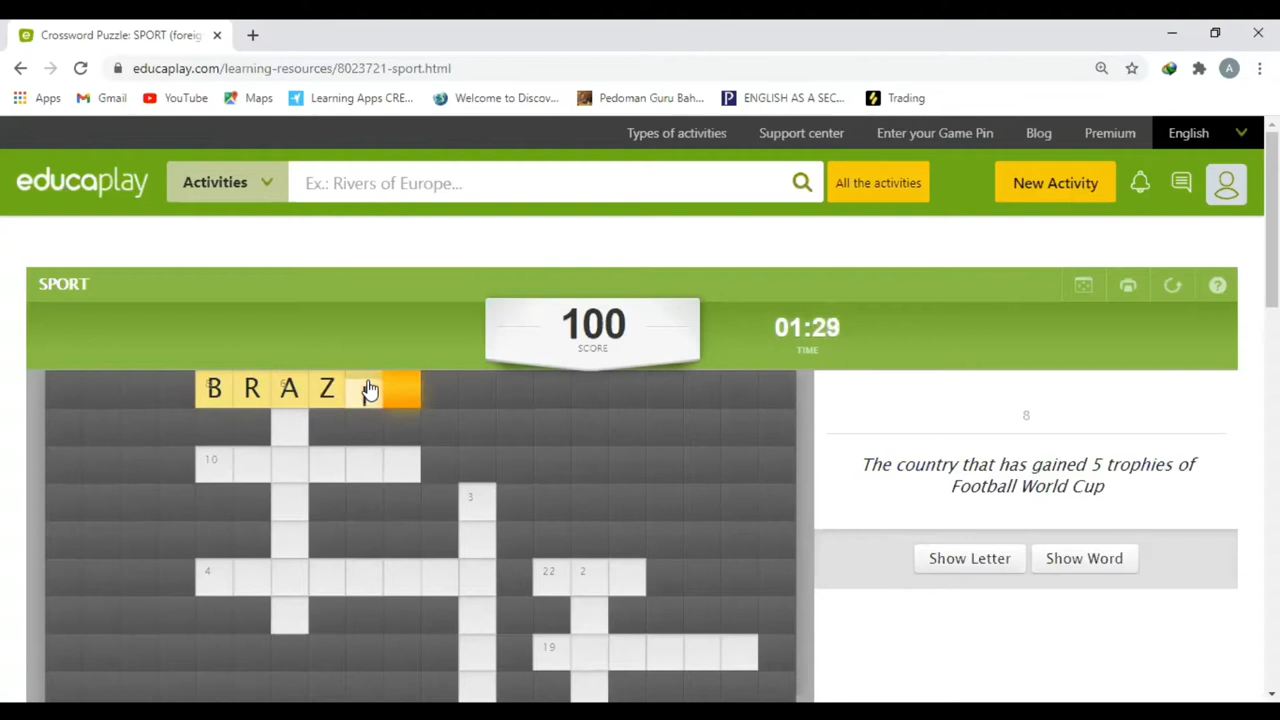 Crossword Puzzle: SPORT (foreig
educaplay.com/learning-resources/8023721-sport.html
A
Apps
Gmail
YouTube
Maps
Learning Apps CRE...
Welcome to Discov...
Pedoman Guru Bah...
ENGLISH AS A SEC...
Trading
Types of activities
Support center
Enter your Game Pin
Blog
Premium
English
educaplay
Activities
Ex.: Rivers of Europe...
All the activities
New Activity
SPORT
100
SCORE
01:29
TIME
B R A Z
8
The country that has gained 5 trophies of
Football World Cup
10
3
Show Letter
Show Word
4
22
2
19